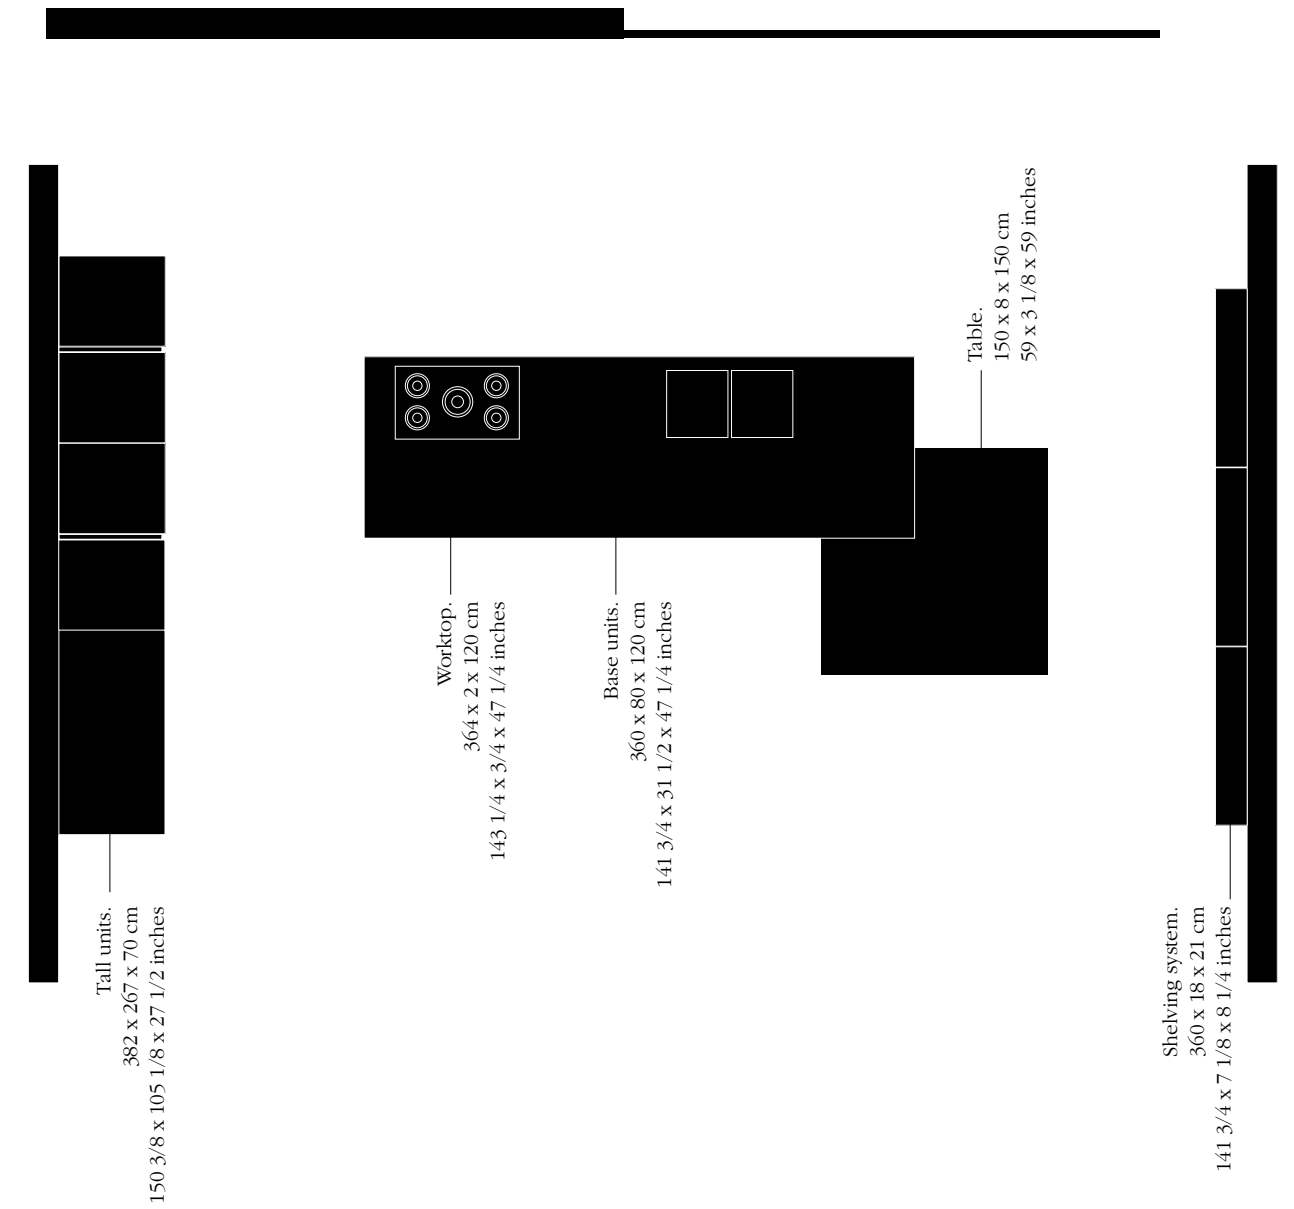 Tall units.
382 x 267 x 70 cm
150 3/8 x 105 1/8 x 27 1/2 inches
Worktop.
364 x 2 x 120 cm
143 1/4 x 3/4 x 47 1/4 inches
Base units.
360 x 80 x 120 cm
141 3/4 x 31 1/2 x 47 1/4 inches
Table.
150 x 8 x 150 cm
59 x 3 1/8 x 59 inches
Shelving system.
360 x 18 x 21 cm
141 3/4 x 7 1/8 x 8 1/4 inches